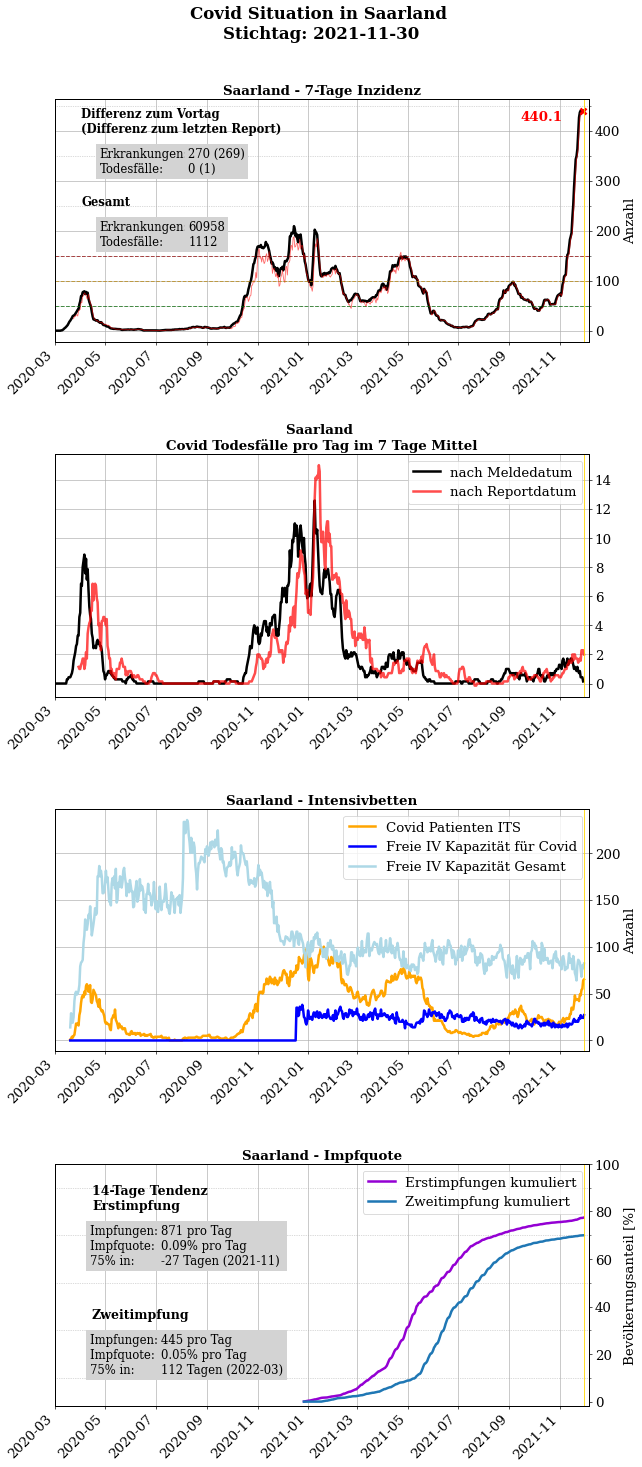 Covid Situation in Saarland
Stichtag: 2021-11-30
Saarland - 7-Tage Inzidenz
Differenz zum Vortag
(Differenz zum letzten Report)
Erkrankungen 270 (269)
Todesfälle: 0 (1)
Gesamt
Erkrankungen 60958
Todesfälle: 1112
440.1
400
300
200
100
0
Anzahl
2020-03
2020-05
2020-07
2020-09
2020-11
2021-01
2021-03
2021-05
2021-07
2021-09
2021-11
Saarland
Covid Todesfälle pro Tag im 7 Tage Mittel
nach Meldedatum
nach Reportdatum
14
12
10
8
6
4
2
0
2020-03
2020-05
2020-07
2020-09
2020-11
2021-01
2021-03
2021-05
2021-07
2021-09
2021-11
Saarland - Intensivbetten
Covid Patienten ITS
Freie IV Kapazität für Covid
Freie IV Kapazität Gesamt
200
150
100
50
0
Anzahl
2020-03
2020-05
2020-07
2020-09
2020-11
2021-01
2021-03
2021-05
2021-07
2021-09
2021-11
Saarland - Impfquote
14-Tage Tendenz
Erstimpfung
Impfungen: 871 pro Tag
Impfquote: 0.09% pro Tag
75% in: -27 Tagen (2021-11)
Zweitimpfung
Impfungen: 445 pro Tag
Impfquote: 0.05% pro Tag
75% in: 112 Tagen (2022-03)
Erstimpfungen kumuliert
Zweitimpfung kumuliert
100
80
60
40
20
0
Bevölkerungsanteil [%]
2020-03
2020-05
2020-07
2020-09
2020-11
2021-01
2021-03
2021-05
2021-07
2021-09
2021-11